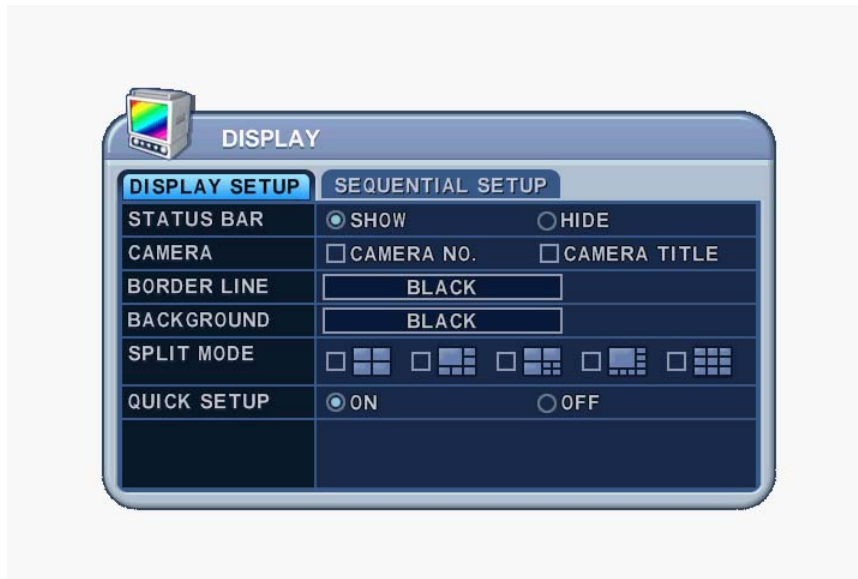 DISPLAY
DISPLAY SETUP SEQUENTIAL SETUP
STATUS BAR SHOW HIDE
CAMERA CAMERA NO. CAMERA TITLE
BORDER LINE BLACK
BACKGROUND BLACK
SPLIT MODE
QUICK SETUP ON OFF